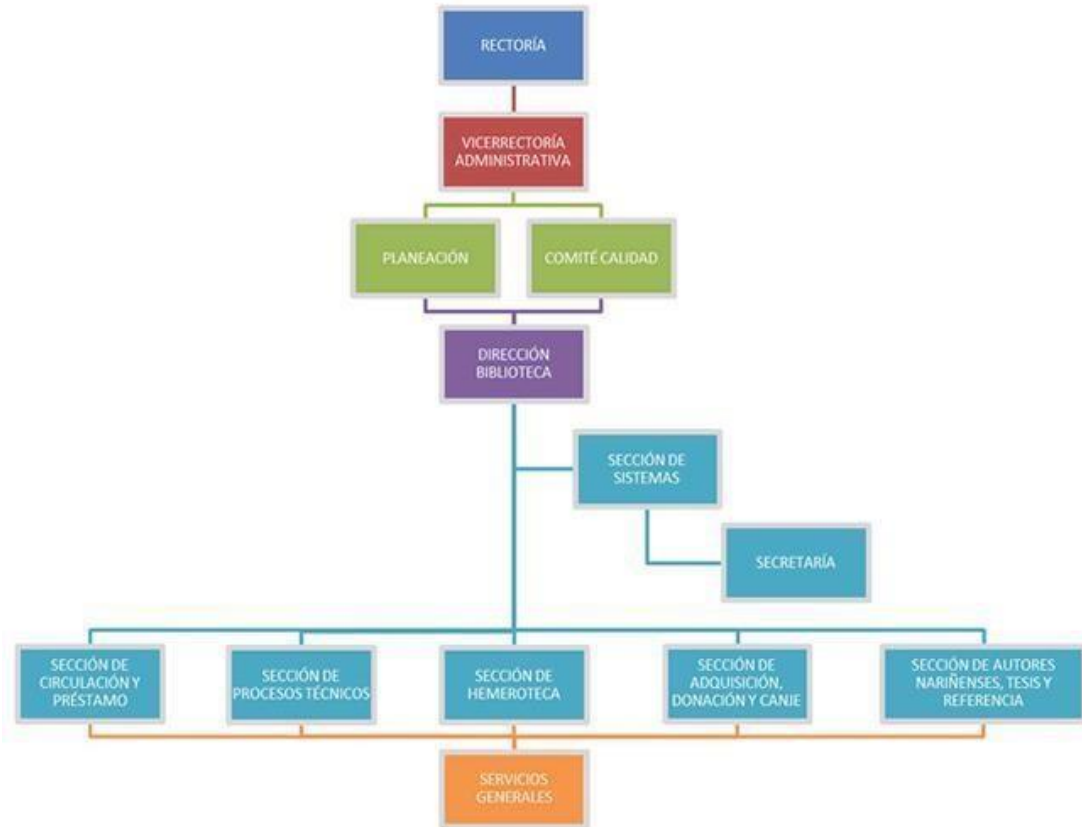 RECTORÍA
VICERRECTORÍA
ADMINISTRATIVA
PLANEACIÓN
COMITÉ CALIDAD
DIRECCIÓN
BIBLIOTECA
SECCIÓN DE
SISTEMAS
SECRETARÍA
SECCIÓN DE
CIRCULACIÓN Y
PRÉSTAMO
SECCIÓN DE
PROCESOS TÉCNICOS
SECCIÓN DE
HEMEROTECA
SECCIÓN DE
ADQUISICIÓN,
DONACIÓN Y CANJE
SECCIÓN DE AUTORES
NARIÑENSES, TESIS Y
REFERENCIA
SERVICIOS
GENERALES